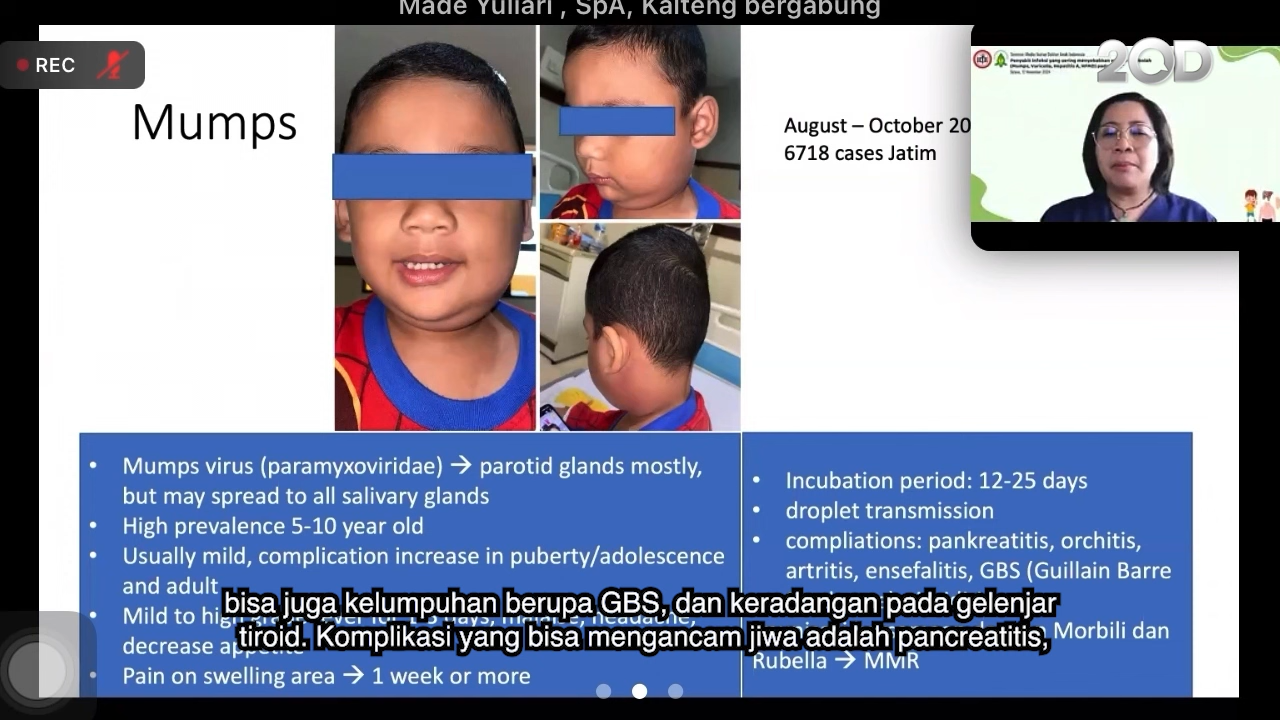 Made Yuliari , SpA, Kalteng bergabung
REC
20D
Mumps
August – October 20
6718 cases Jatim
• Mumps virus (paramyxoviridae) → parotid glands mostly,
but may spread to all salivary glands
• High prevalence 5-10 year old
• Usually mild, complication increase in puberty/adolescence
and adult
• Mild to high
headache,
decrease appetite
• Pain on swelling area → 1 week or more
• Incubation period: 12-25 days
• droplet transmission
• compliations: pankreatitis, orchitis,
artritis, ensefalitis, GBS (Guillain Barre
Morbili dan
Rubella → MMR
bisa juga kelumpuhan berupa GBS, dan keradangan pada gelenjar
tiroid. Komplikasi yang bisa mengancam jiwa adalah pancreatitis,